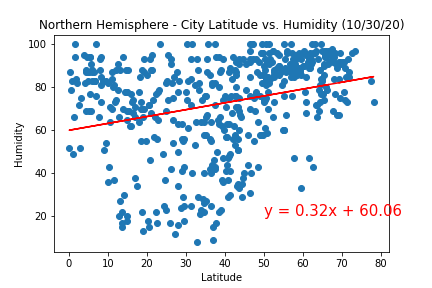 Northern Hemisphere - City Latitude vs. Humidity (10/30/20)
100
80
60
40
20
Humidity
y = 0.32x + 60.06
0 10 20 30 40 50 60 70 80
Latitude